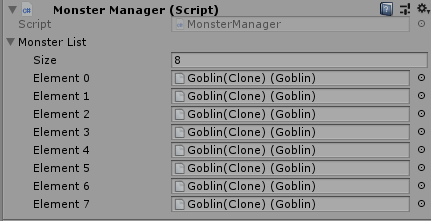 Monster Manager (Script)
Script MonsterManager
Monster List
Size 8
Element 0 Goblin(Clone) (Goblin)
Element 1 Goblin(Clone) (Goblin)
Element 2 Goblin(Clone) (Goblin)
Element 3 Goblin(Clone) (Goblin)
Element 4 Goblin(Clone) (Goblin)
Element 5 Goblin(Clone) (Goblin)
Element 6 Goblin(Clone) (Goblin)
Element 7 Goblin(Clone) (Goblin)